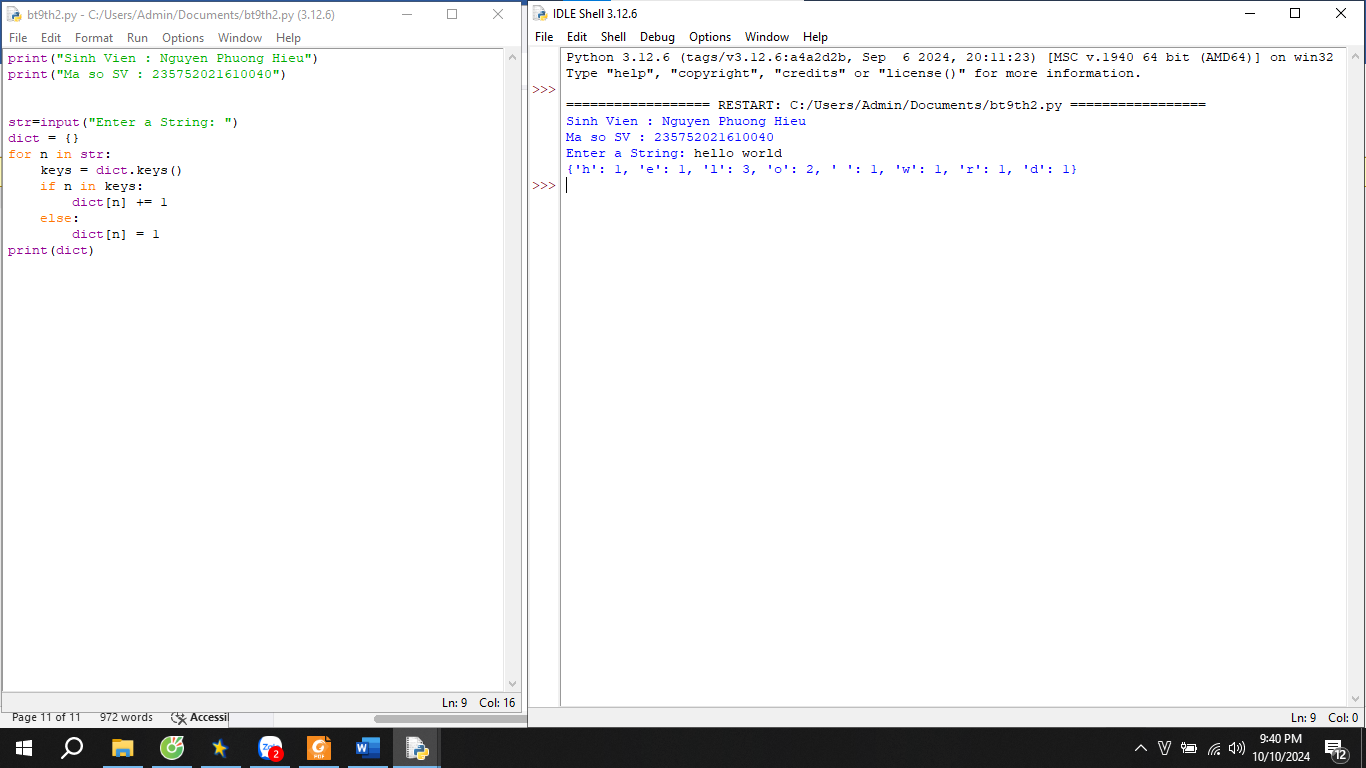 bt9th2.py - C:/Users/Admin/Documents/bt9th2.py (3.12.6)
File Edit Format Run Options Window Help
print("Sinh Vien : Nguyen Phuong Hieu")
print("Ma so SV : 235752021610040")
str=input("Enter a String: ")
dict = {}
for n in str:
    keys = dict.keys()
    if n in keys:
        dict[n] += 1
    else:
        dict[n] = 1
print(dict)
Ln: 9 Col: 16
Page 11 of 11 972 words Accessil
IDLE Shell 3.12.6
File Edit Shell Debug Options Window Help
Python 3.12.6 (tags/v3.12.6:a4a2d2b, Sep  6 2024, 20:11:23) [MSC v.1940 64 bit (AMD64)] on win32
Type "help", "copyright", "credits" or "license()" for more information.
>>>
================== RESTART: C:/Users/Admin/Documents/bt9th2.py =================
Sinh Vien : Nguyen Phuong Hieu
Ma so SV : 235752021610040
Enter a String: hello world
{'h': 1, 'e': 1, 'l': 3, 'o': 2, ' ': 1, 'w': 1, 'r': 1, 'd': 1}
>>>
Ln: 9 Col: 0
2
PDF
W
V
9:40 PM
10/10/2024
12